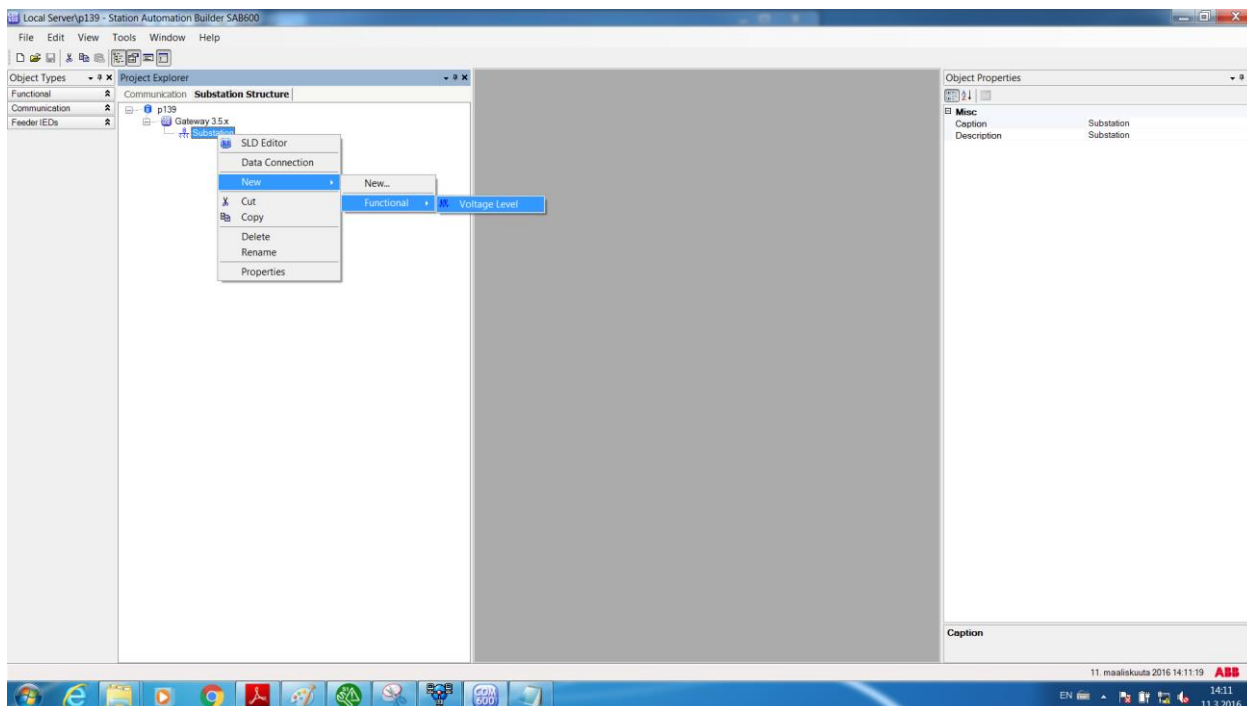 Local Server\p139 - Station Automation Builder SAB600
File Edit View Tools Window Help
Object Types
Functional
Communication
Feeder IEDs
Project Explorer
Communication Substation Structure
p139
Gateway 3.5.x
Substation
SLD Editor
Data Connection
New
Cut
Copy
Delete
Rename
Properties
New...
Functional
Voltage Level
Object Properties
Misc
Caption Substation
Description Substation
Caption
11. maaliskuuta 2016 14:11:19 ABB
COM
600
EN
14:11
11.3.2016